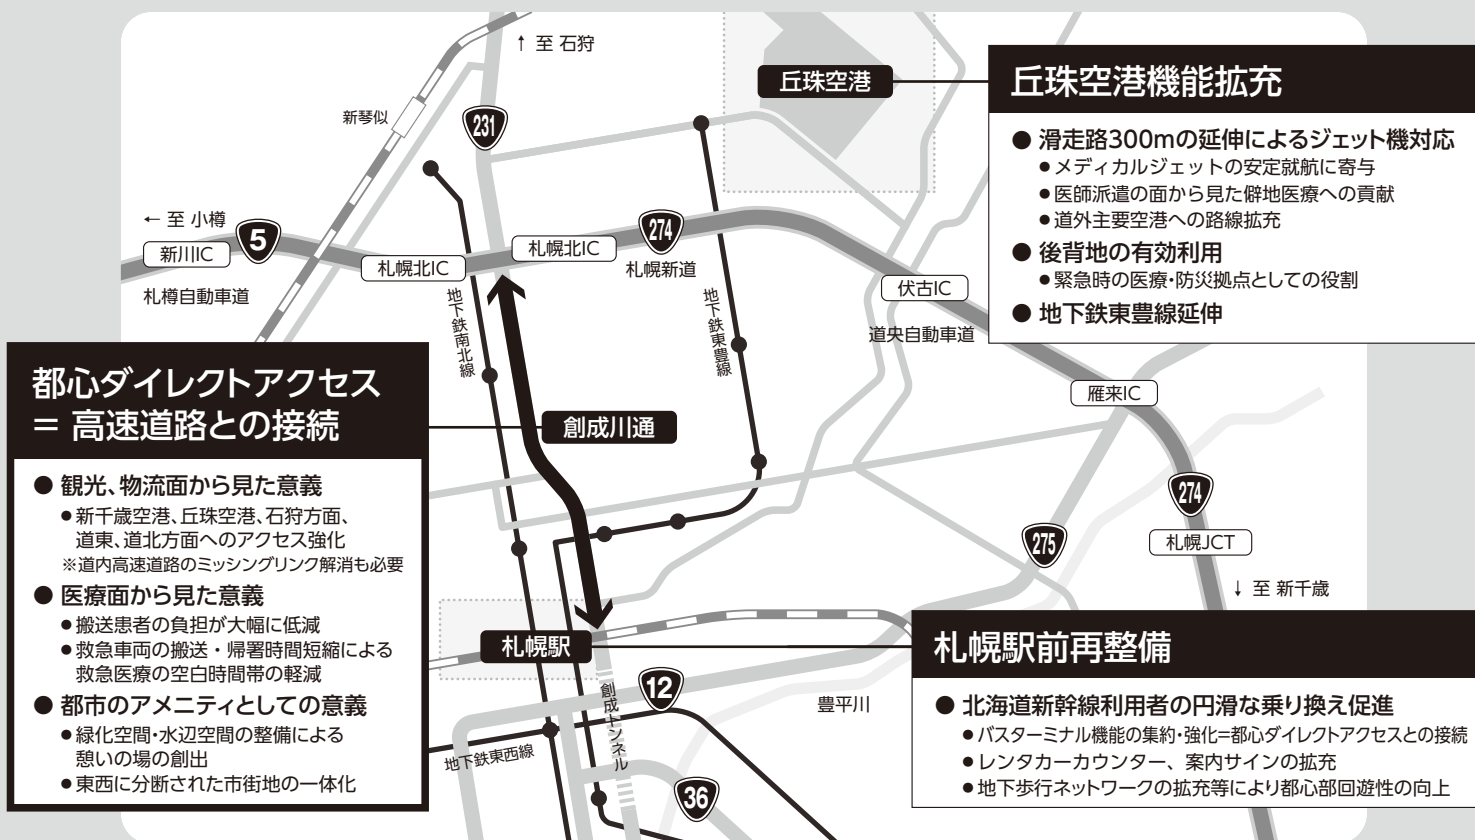 ↑ 至 石狩
丘珠空港
新琴似
231
← 至 小樽
5
新川IC
札幌北IC
札幌北IC
274
札幌新道
札樽自動車道
地下鉄南北線
地下鉄東豊線
伏古IC
道央自動車道
雁来IC
創成川通
274
275
札幌JCT
↓ 至 新千歳
札幌駅
12
豊平川
創成トンネル
地下鉄東西線
36
丘珠空港機能拡充
● 滑走路300mの延伸によるジェット機対応
● メディカルジェットの安定就航に寄与
● 医師派遣の面から見た僻地医療への貢献
● 道外主要空港への路線拡充
● 後背地の有効利用
● 緊急時の医療・防災拠点としての役割
● 地下鉄東豊線延伸
都心ダイレクトアクセス
＝ 高速道路との接続
● 観光、物流面から見た意義
● 新千歳空港、丘珠空港、石狩方面、
道東、道北方面へのアクセス強化
※道内高速道路のミッシングリンク解消も必要
● 医療面から見た意義
● 搬送患者の負担が大幅に低減
● 救急車両の搬送・帰署時間短縮による
救急医療の空白時間帯の軽減
● 都市のアメニティとしての意義
● 緑化空間・水辺空間の整備による
憩いの場の創出
● 東西に分断された市街地の一体化
札幌駅前再整備
● 北海道新幹線利用者の円滑な乗り換え促進
● バスターミナル機能の集約・強化=都心ダイレクトアクセスとの接続
● レンタカーカウンター、案内サインの拡充
● 地下歩行ネットワークの拡充等により都心部回遊性の向上